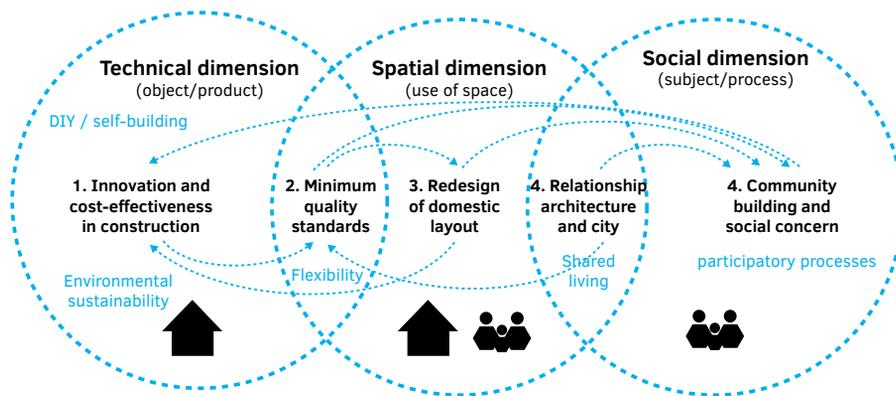 Technical dimension
(object/product)
Spatial dimension
(use of space)
Social dimension
(subject/process)
DIY / self-building
1. Innovation and
cost-effectiveness
in construction
2. Minimum
quality
standards
3. Redesign
of domestic
layout
4. Relationship
architecture
and city
4. Community
building and
social concern
Environmental
sustainability
Flexibility
Shared
living
participatory processes